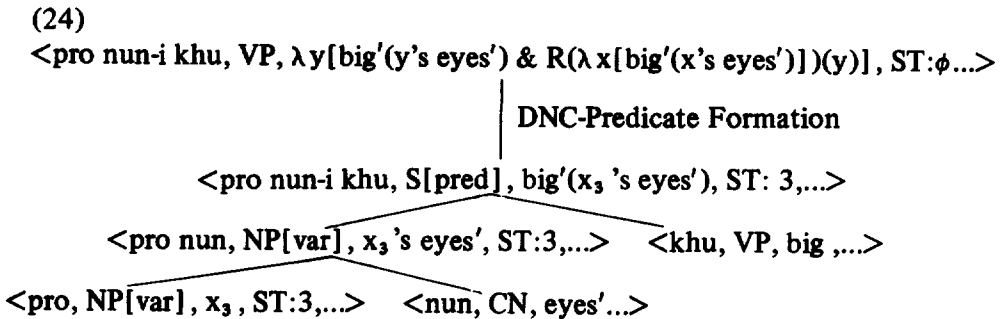 (24)
<pro nun-i khu, VP, λy[big′(y's eyes′) & R(λx[big′(x's eyes′)])(y)], ST:ϕ...>
DNC-Predicate Formation
<pro nun-i khu, S[pred], big′(x₃ 's eyes′), ST: 3,...>
<pro nun, NP[var], x₃'s eyes′, ST:3,...> <khu, VP, big ,...>
<pro, NP[var], x₃ , ST:3,...> <nun, CN, eyes′...>